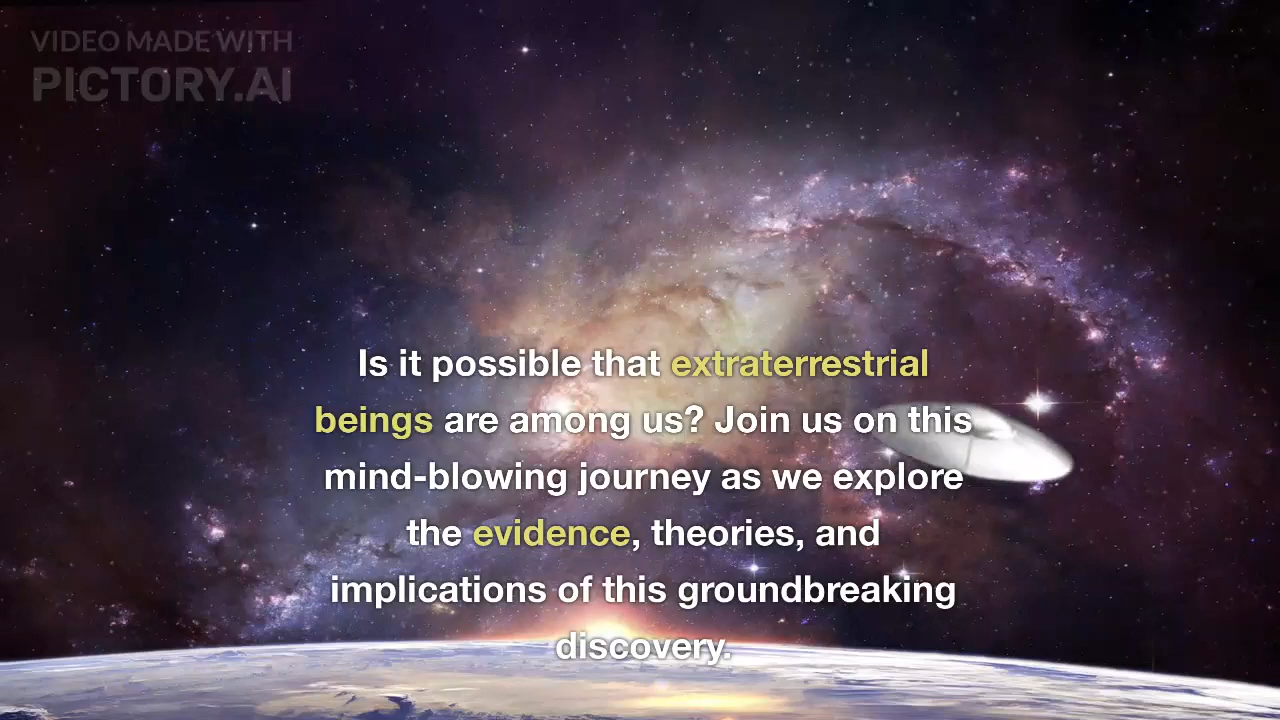 VIDEO MADE WITH
PICTORY.AI
Is it possible that extraterrestrial
beings are among us? Join us on this
mind-blowing journey as we explore
the evidence, theories, and
implications of this groundbreaking
discovery.